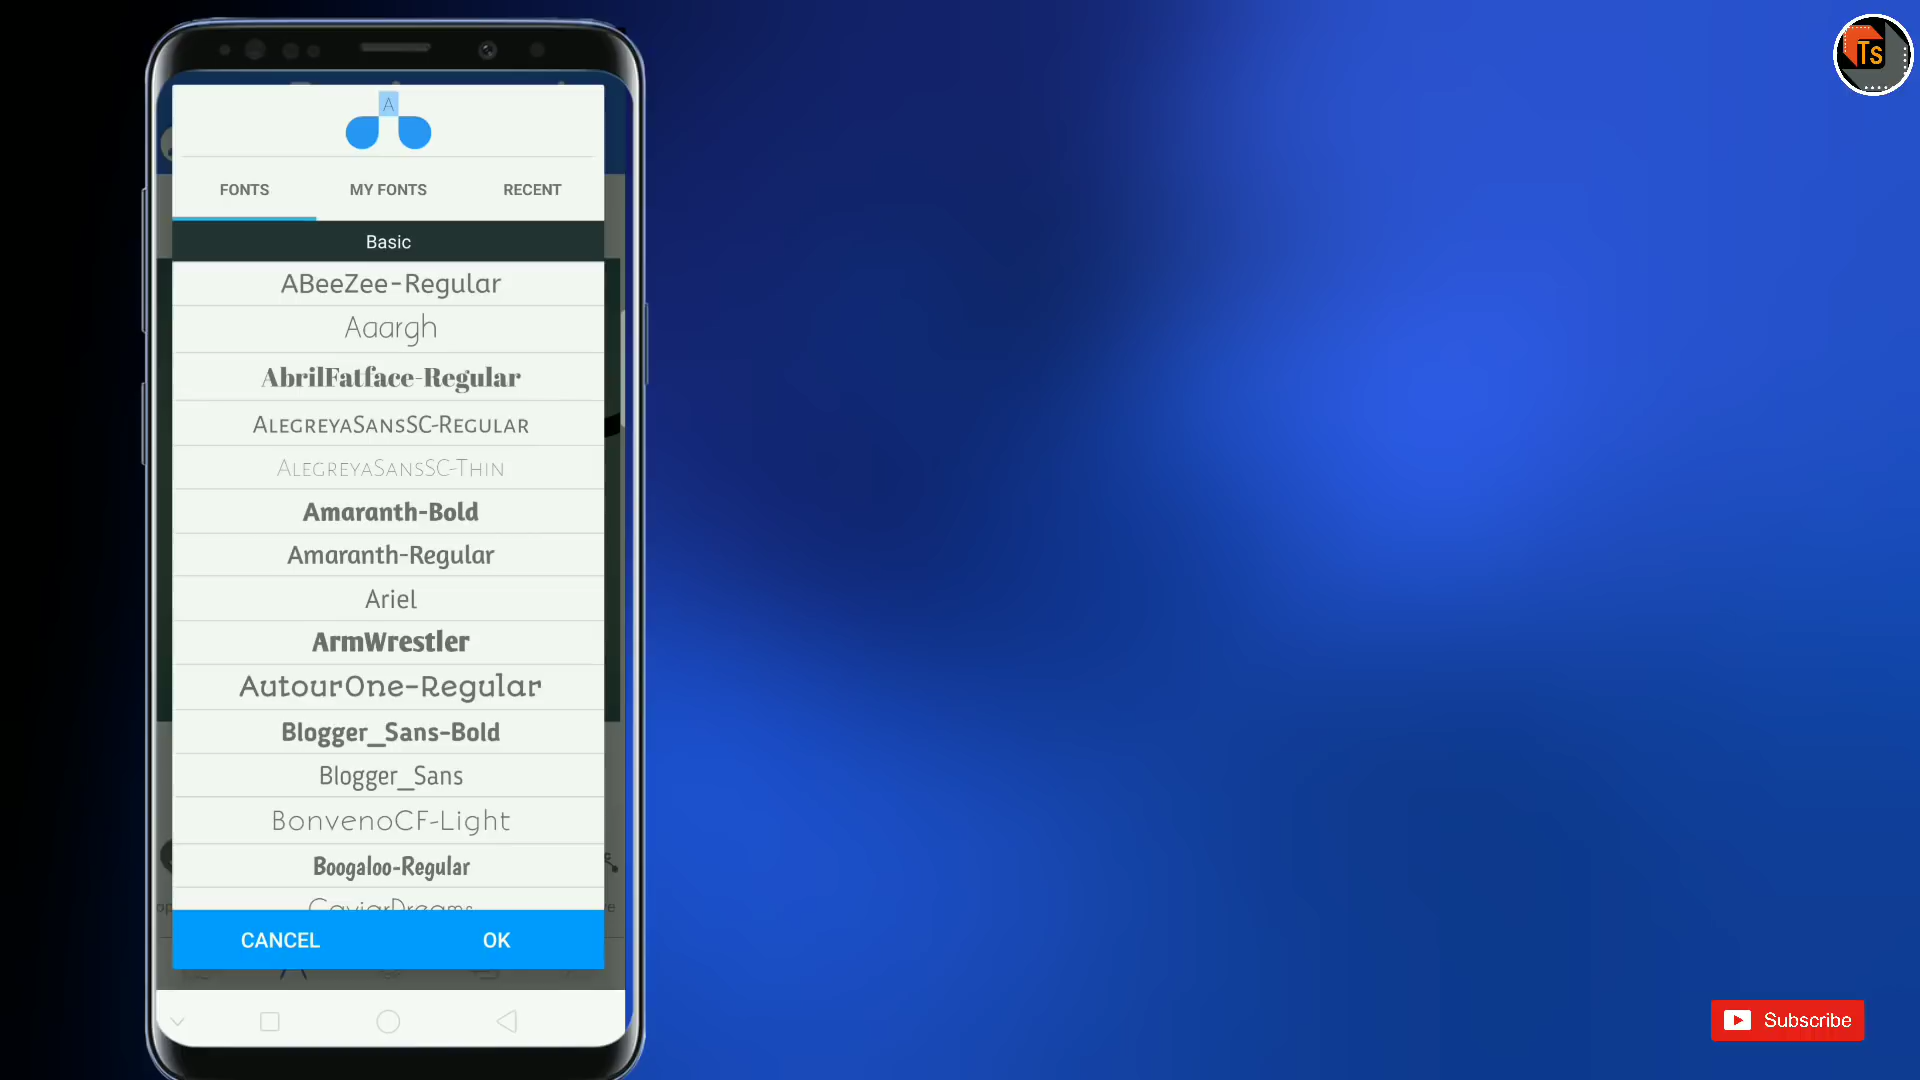 Ts
A
FONTS MY FONTS RECENT
Basic
ABeeZee-Regular
Aaargh
AbrilFatface-Regular
AlegreyaSansSC-Regular
AlegreyaSansSC-Thin
Amaranth-Bold
Amaranth-Regular
Ariel
ArmWrestler
AutourOne-Regular
Blogger_Sans-Bold
Blogger_Sans
BonvenoCF-Light
Boogaloo-Regular
CaviarDreams
CANCEL OK
Subscribe